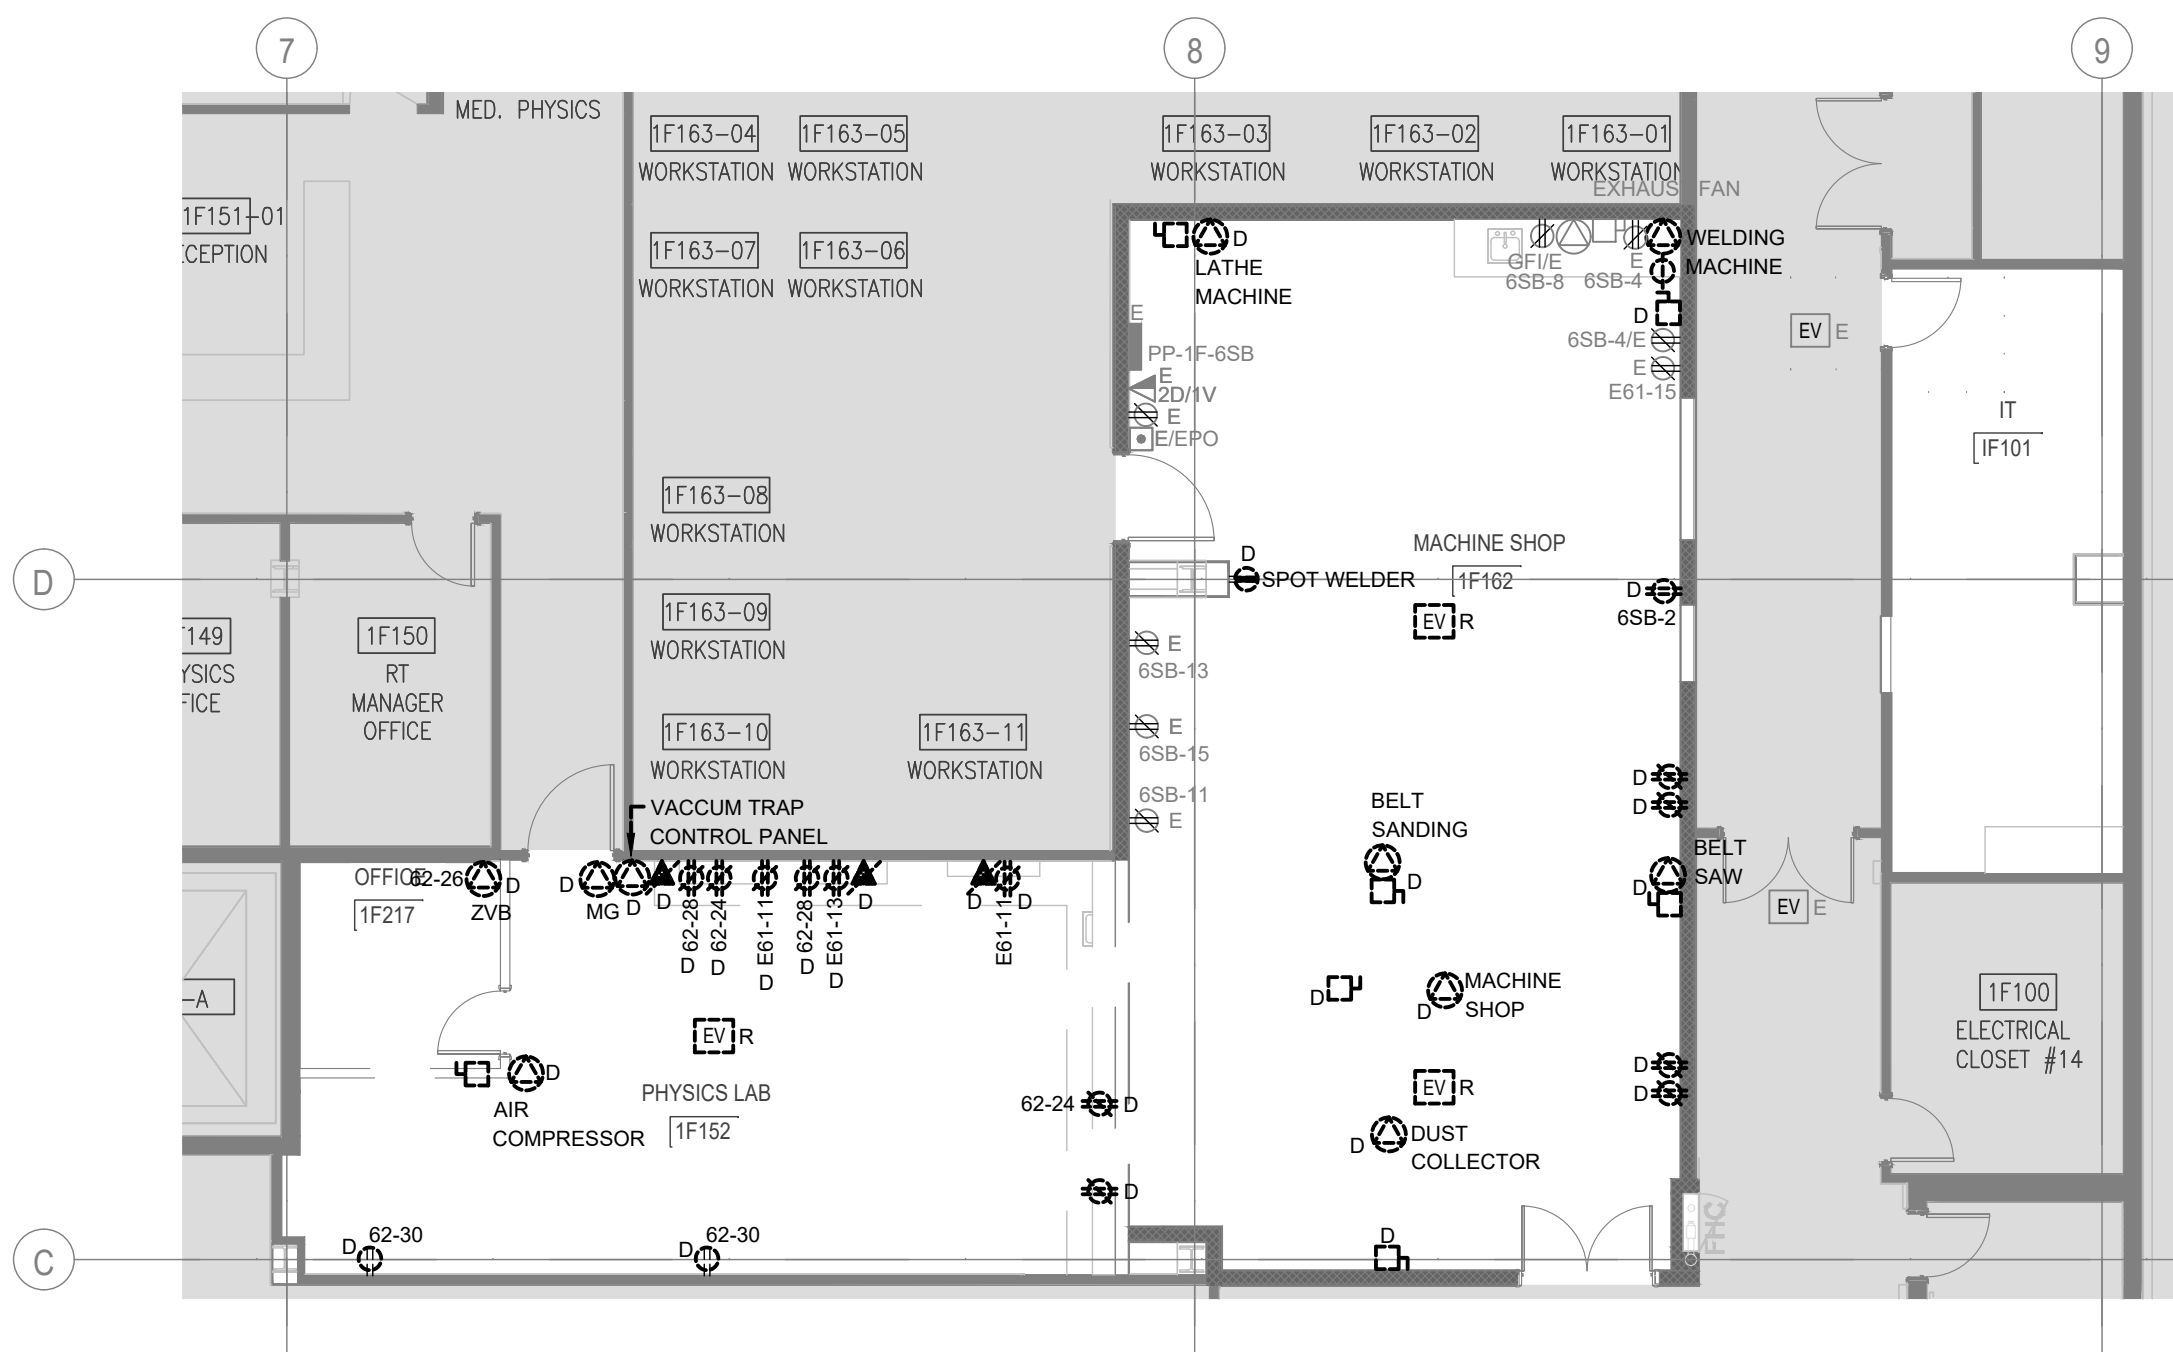 7
8
9
MED. PHYSICS
1F163-04
WORKSTATION
1F163-05
WORKSTATION
1F163-03
WORKSTATION
1F163-02
WORKSTATION
1F163-01
WORKSTATION
EXHAUS FAN
1F151-01
ECEPTION
1F163-07
WORKSTATION
1F163-06
WORKSTATION
D
LATHE
MACHINE
GFI/E
6SB-8
E
6SB-4
WELDING
MACHINE
D
6SB-4/E
E
E61-15
E
PP-1F-6SB
E
2D/1V
E
E/EPO
EV E
IT
IF101
1F163-08
WORKSTATION
MACHINE SHOP
1F162
D
D
SPOT WELDER
D
6SB-2
EV R
1F163-09
WORKSTATION
149
YSICS
FICE
1F150
RT
MANAGER
OFFICE
E
6SB-13
E
6SB-15
6SB-11
E
1F163-10
WORKSTATION
1F163-11
WORKSTATION
D
D
VACCUM TRAP
CONTROL PANEL
BELT
SANDING
D
BELT
SAW
D
EV E
OFFICE
1F217
62-26
D
ZVB
D
MG
D
D
D 62-28
D 62-24
D E61-11
D 62-28
D E61-13
D
D
E61-11
D
-A
D
MACHINE
SHOP
D
1F100
ELECTRICAL
CLOSET #14
EV R
D
AIR
COMPRESSOR
PHYSICS LAB
1F152
62-24 D
D
EV R
D
DUST
COLLECTOR
D
D
FHC
D 62-30
D 62-30
D
C